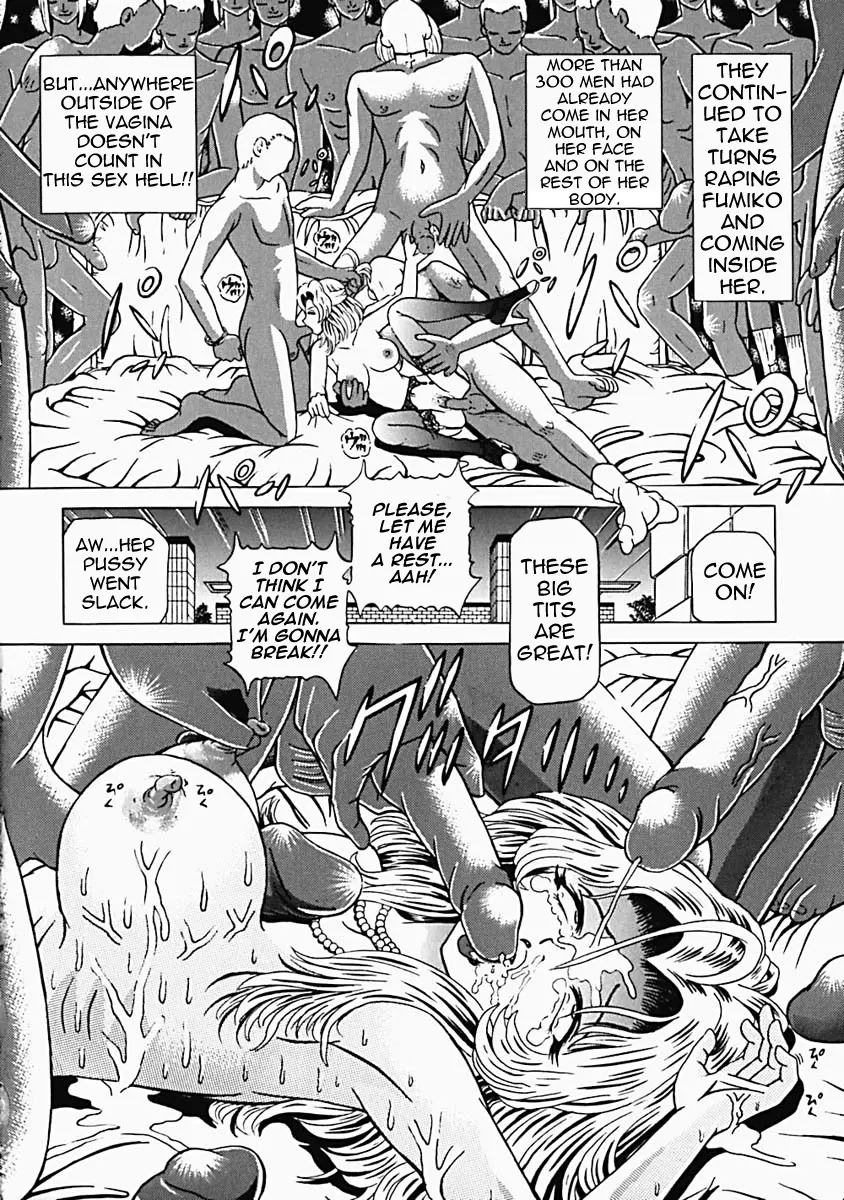 THEY
CONTIN-
UED TO
TAKE
TURNS
RAPING
FUMIKO
AND
COMING
INSIDE
HER.
MORE THAN
300 MEN HAD
ALREADY
COME IN HER
MOUTH, ON
HER FACE
AND ON THE
REST OF HER
BODY.
BUT...ANYWHERE
OUTSIDE OF
THE VAGINA
DOESN'T
COUNT IN
THIS SEX HELL!!
COME
ON!
THESE
BIG
TITS
ARE
GREAT!
PLEASE,
LET ME
HAVE
A REST...
AAH!
I DON'T
THINK I
CAN COME
AGAIN.
I'M GONNA
BREAK!!
AW...HER
PUSSY
WENT
SLACK.